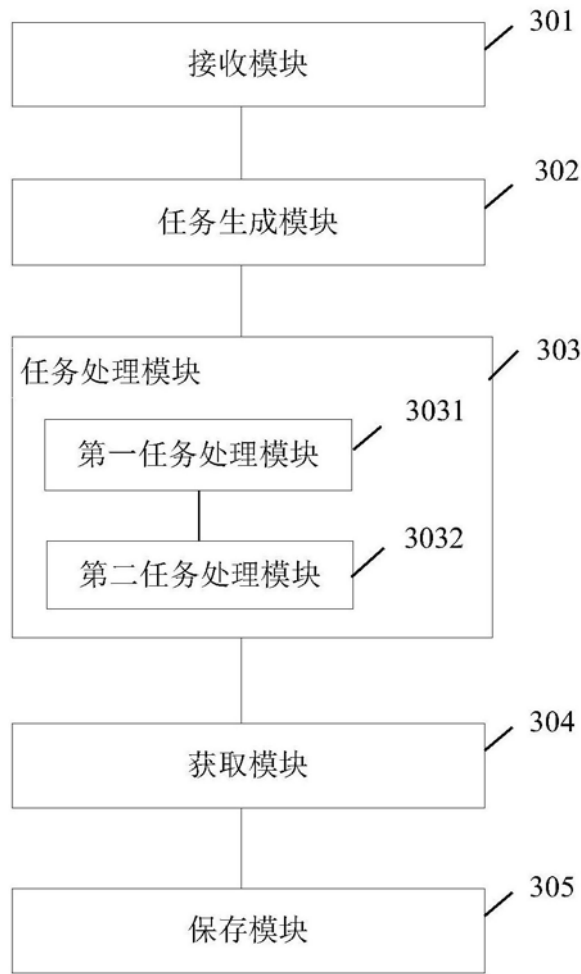 301
接收模块
302
任务生成模块
303
任务处理模块
3031
第一任务处理模块
3032
第二任务处理模块
304
获取模块
305
保存模块